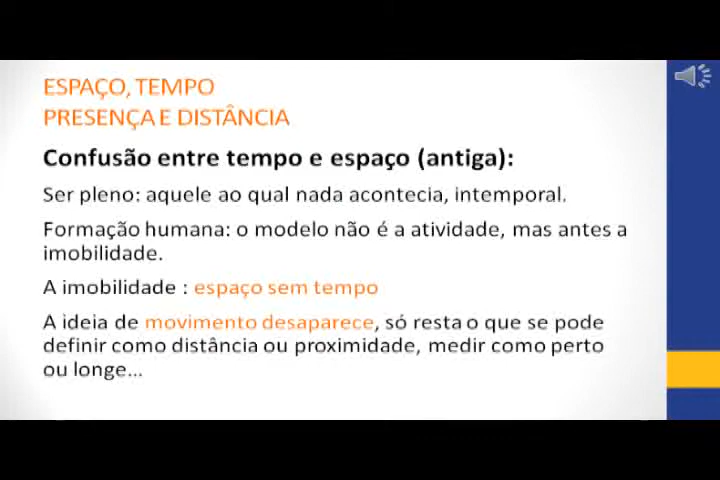 ESPAÇO, TEMPO
PRESENÇA E DISTÂNCIA
Confusão entre tempo e espaço (antiga):
Ser pleno: aquele ao qual nada acontecia, intemporal.
Formação humana: o modelo não é a atividade, mas antes a
imobilidade.
A imobilidade : espaço sem tempo
A ideia de movimento desaparece, só resta o que se pode
definir como distância ou proximidade, medir como perto
ou longe...